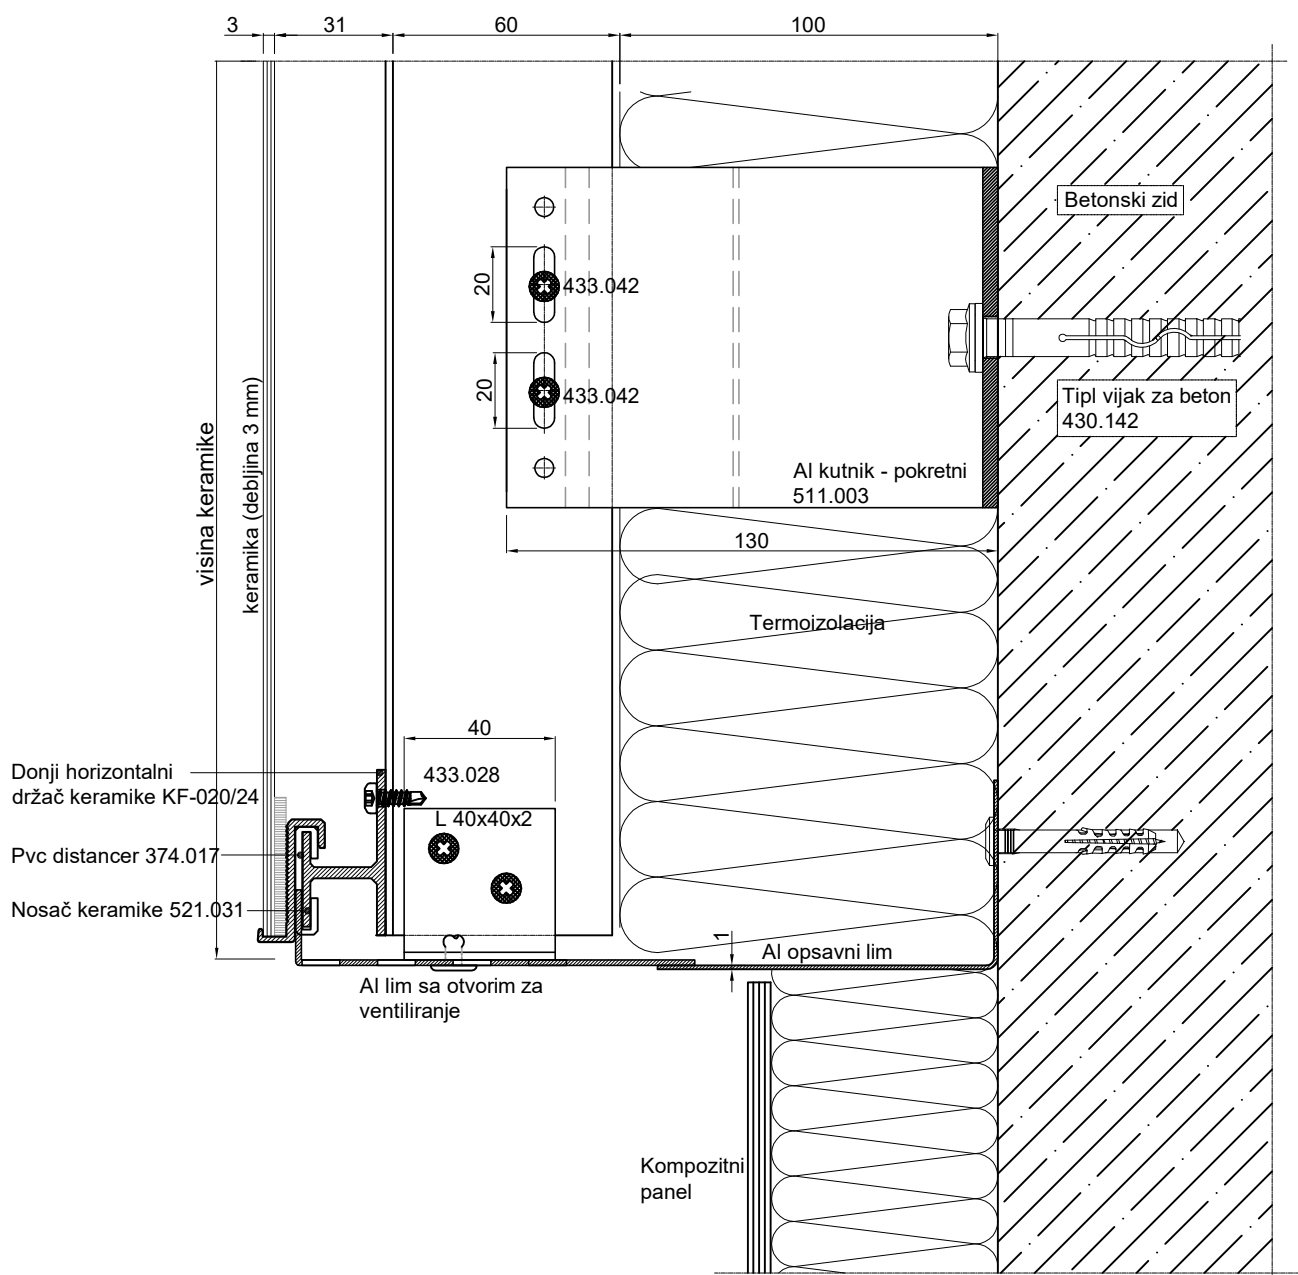 3
31
60
100
Betonski zid
20
433.042
20
433.042
Tipl vijak za beton
430.142
visina keramike
keramika (debljina 3 mm)
Al kutnik - pokretni
511.003
130
Termoizolacija
40
Donji horizontalni
držač keramike KF-020/24
433.028
L 40x40x2
Pvc distancer 374.017
Nosač keramike 521.031
1
Al opsavni lim
Al lim sa otvorim za
ventiliranje
Kompozitni
panel